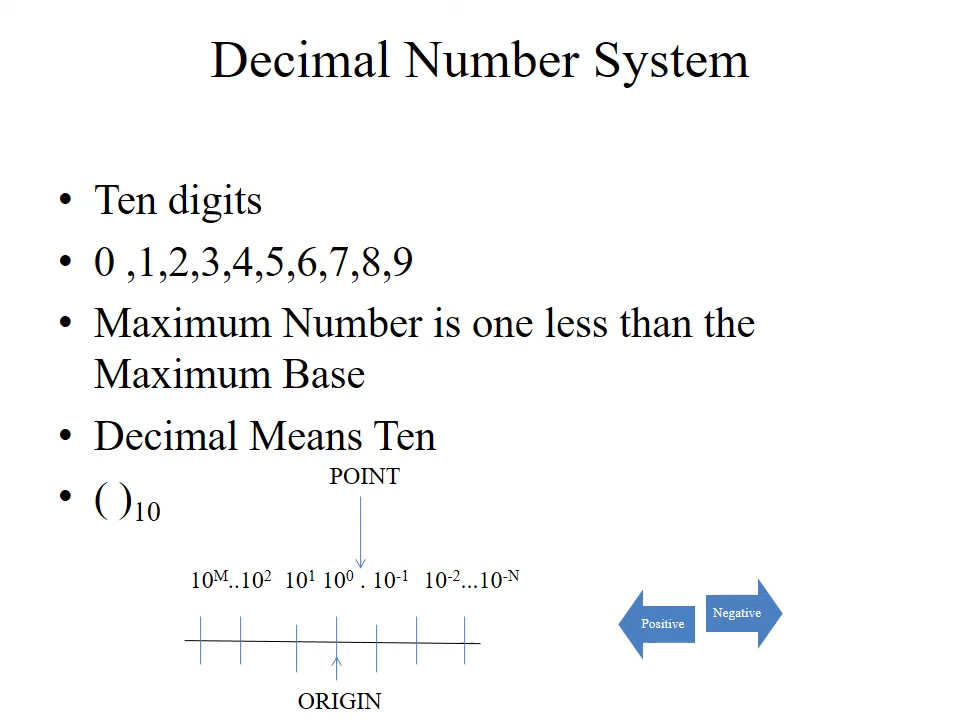 Decimal Number System
• Ten digits
• 0 ,1,2,3,4,5,6,7,8,9
• Maximum Number is one less than the
Maximum Base
• Decimal Means Ten
POINT
• ( )₁₀
10ᴹ..10² 10¹ 10⁰ . 10⁻¹ 10⁻²...10⁻ᴺ
Positive
Negative
ORIGIN